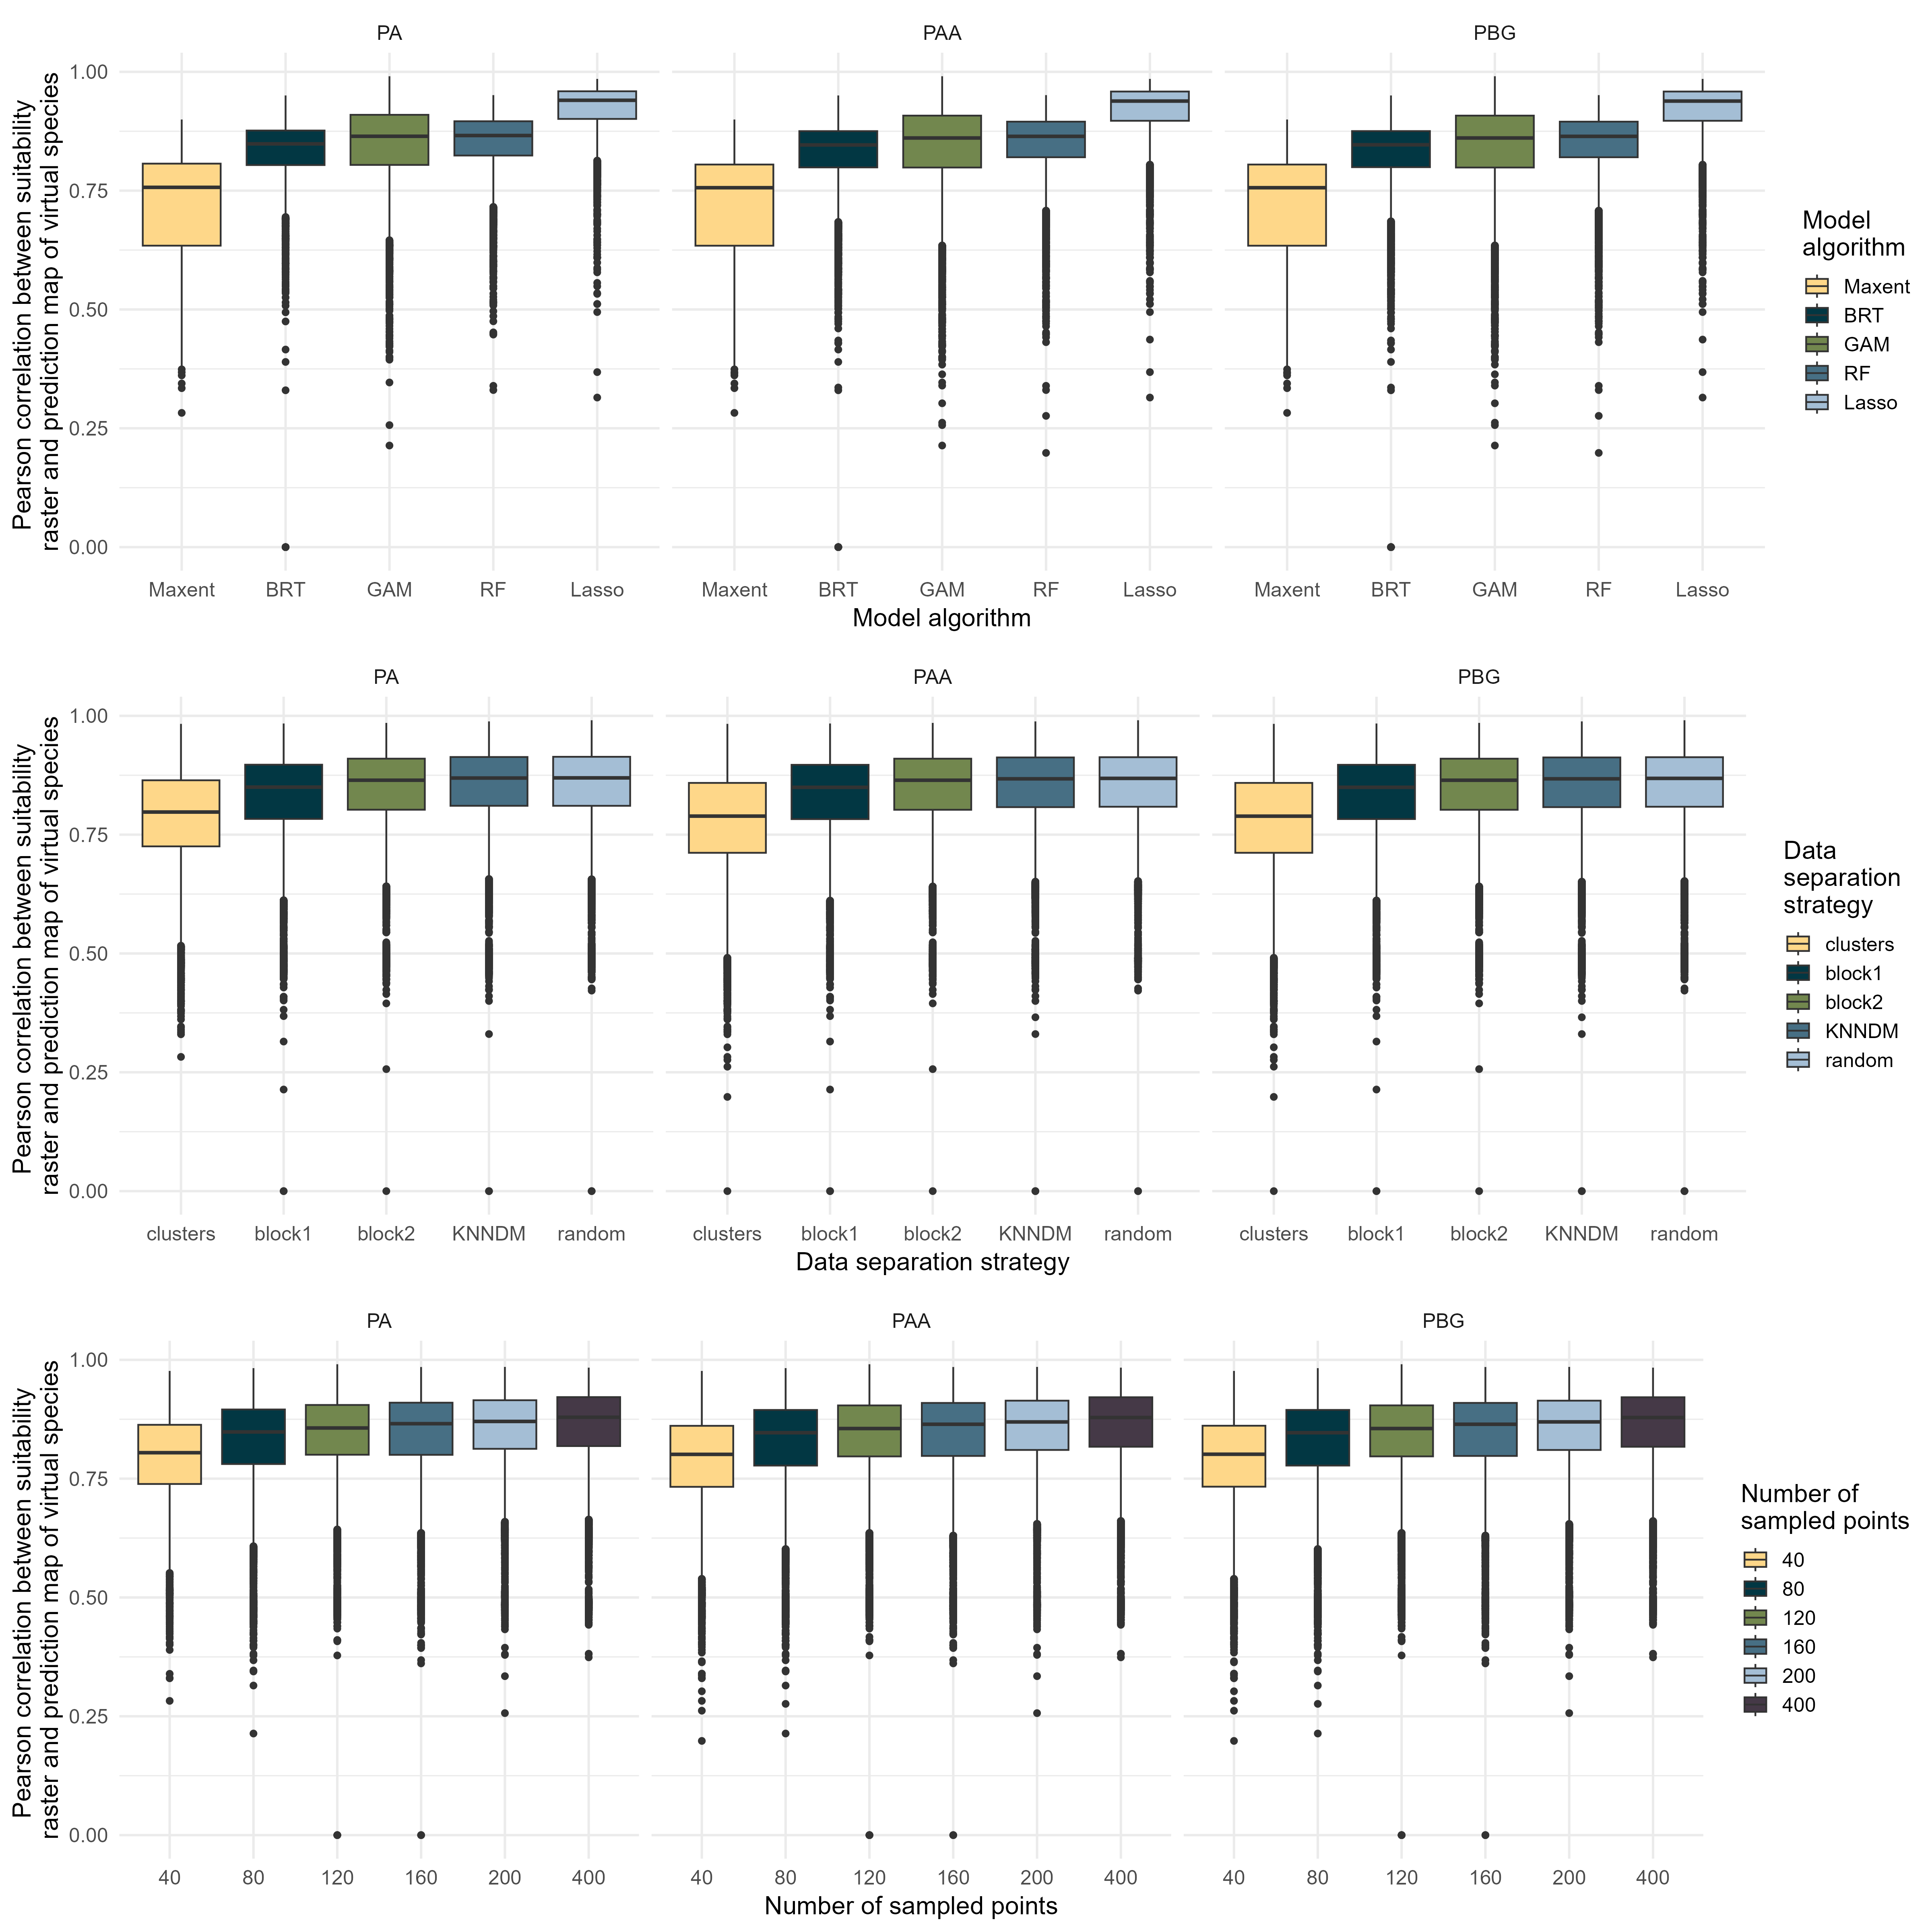 PA PAA PBG
Pearson correlation between suitability
raster and prediction map of virtual species
1.00
0.75
0.50
0.25
0.00
Maxent BRT GAM RF Lasso Maxent BRT GAM RF Lasso Maxent BRT GAM RF Lasso
Model algorithm
Model
algorithm
Maxent
BRT
GAM
RF
Lasso
PA PAA PBG
Pearson correlation between suitability
raster and prediction map of virtual species
1.00
0.75
0.50
0.25
0.00
clusters block1 block2 KNNDM random clusters block1 block2 KNNDM random clusters block1 block2 KNNDM random
Data separation strategy
Data
separation
strategy
clusters
block1
block2
KNNDM
random
PA PAA PBG
Pearson correlation between suitability
raster and prediction map of virtual species
1.00
0.75
0.50
0.25
0.00
40 80 120 160 200 400 40 80 120 160 200 400 40 80 120 160 200 400
Number of sampled points
Number of
sampled points
40
80
120
160
200
400